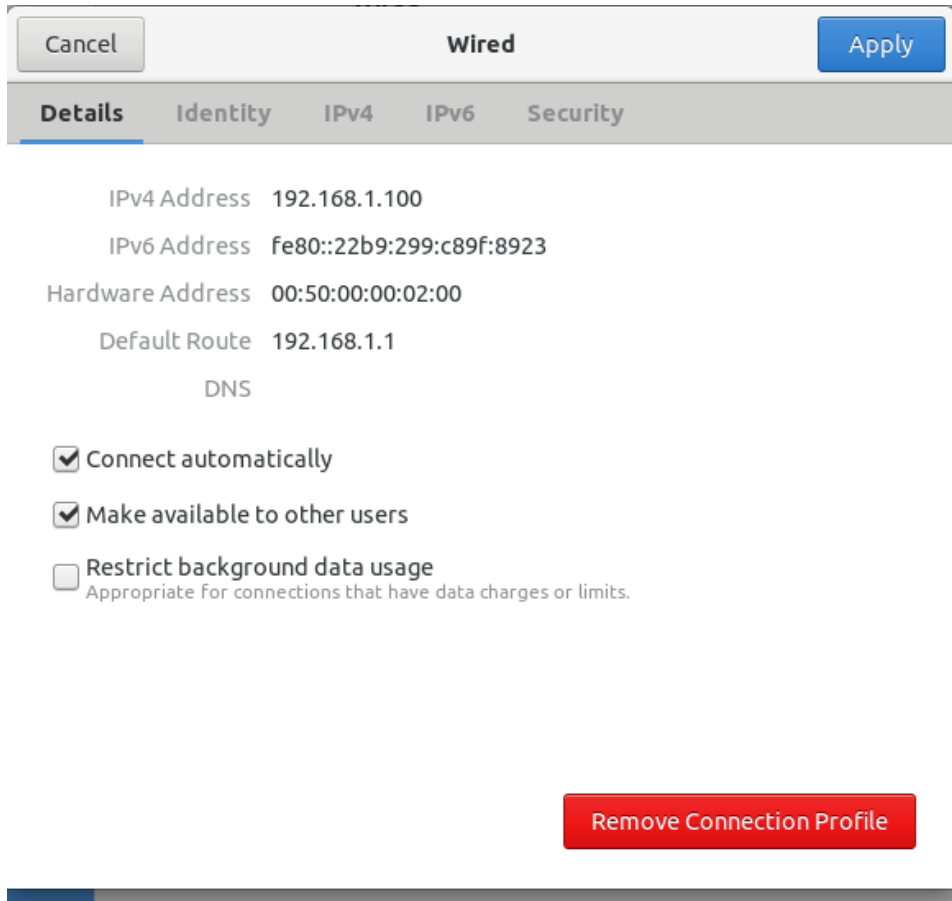 Cancel Wired Apply
Details Identity IPv4 IPv6 Security
IPv4 Address 192.168.1.100
IPv6 Address fe80::22b9:299:c89f:8923
Hardware Address 00:50:00:00:02:00
Default Route 192.168.1.1
DNS
Connect automatically
Make available to other users
Restrict background data usage
Appropriate for connections that have data charges or limits.
Remove Connection Profile